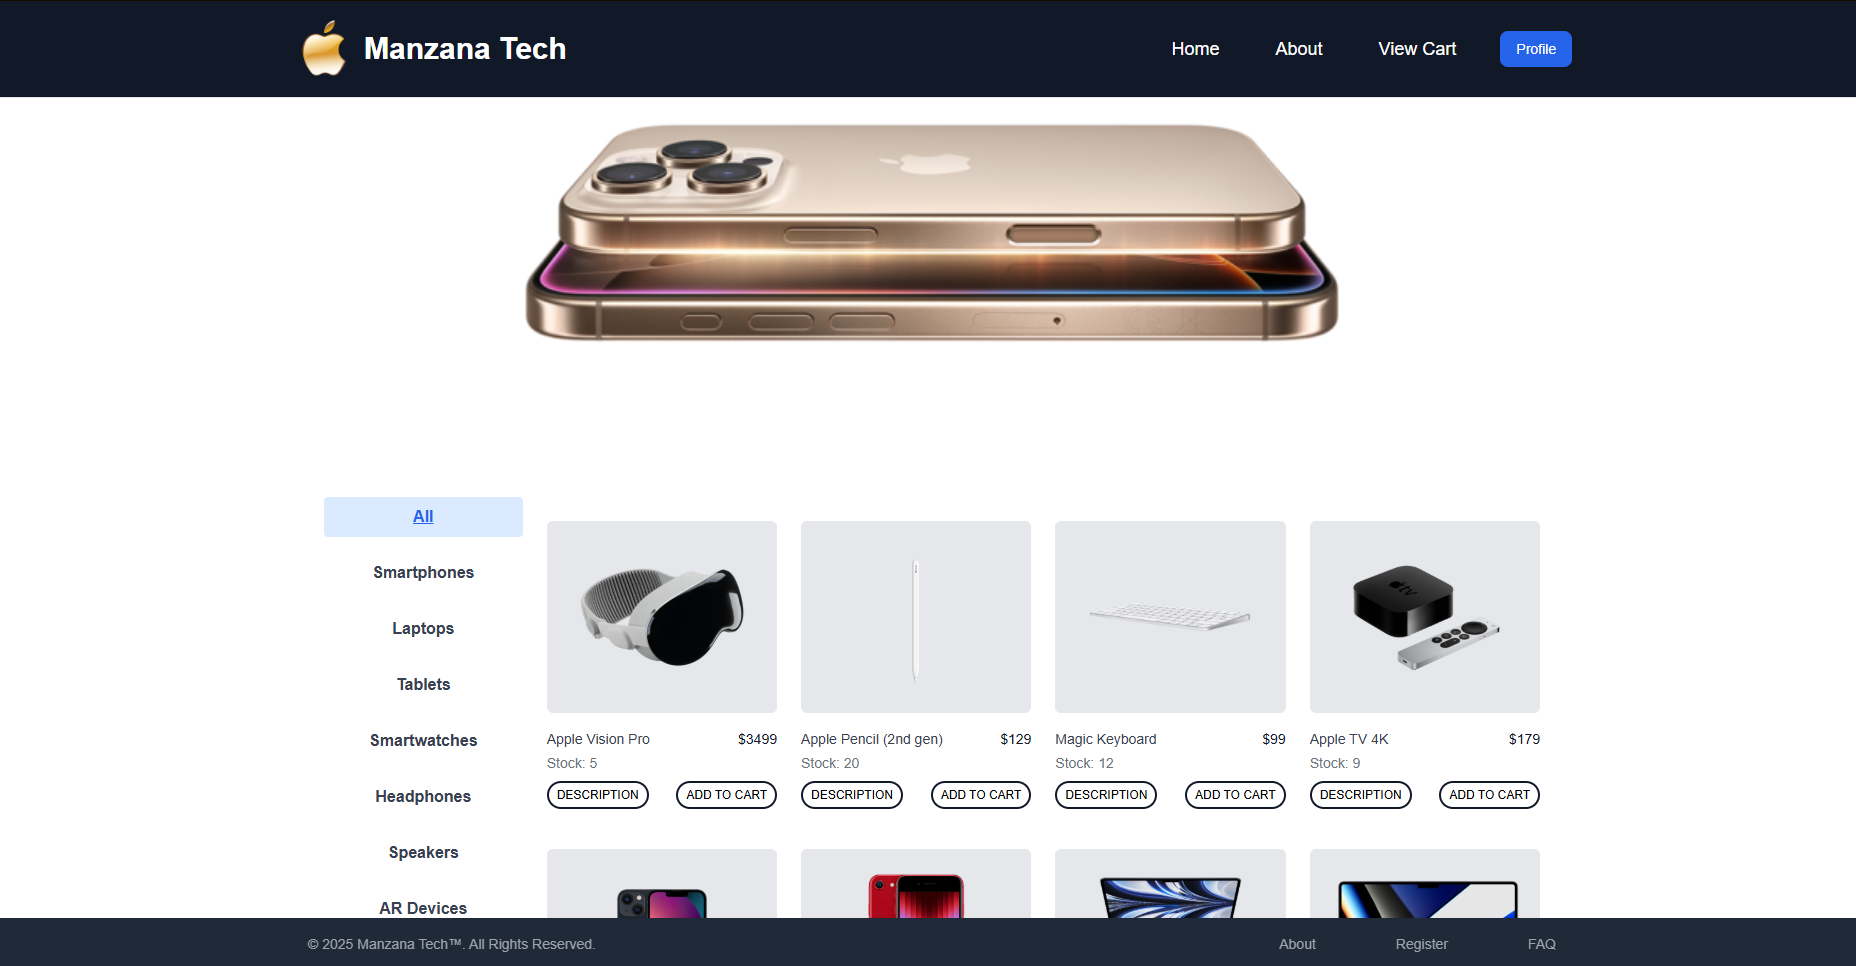 Manzana Tech
Home About View Cart Profile
All
Smartphones
Laptops
Tablets
Smartwatches
Headphones
Speakers
AR Devices
tv
Apple Vision Pro $3499
Stock: 5
DESCRIPTION ADD TO CART
Apple Pencil (2nd gen) $129
Stock: 20
DESCRIPTION ADD TO CART
Magic Keyboard $99
Stock: 12
DESCRIPTION ADD TO CART
Apple TV 4K $179
Stock: 9
DESCRIPTION ADD TO CART
© 2025 Manzana Tech™. All Rights Reserved.
About Register FAQ